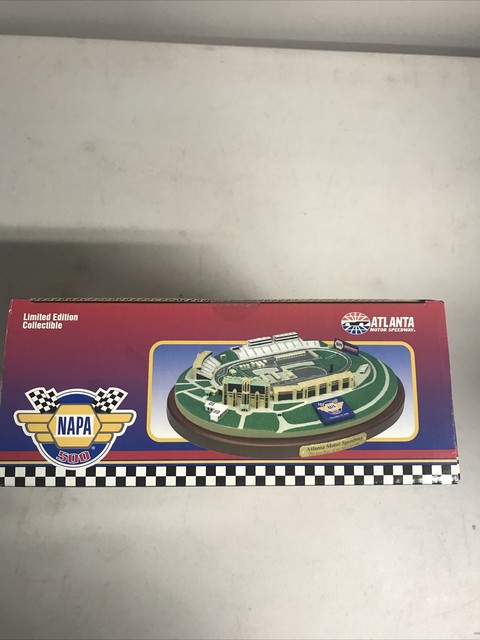 Limited Edition
Collectible
ATLANTA
MOTOR SPEEDWAY.
NAPA
500
Atlanta Motor Speedway